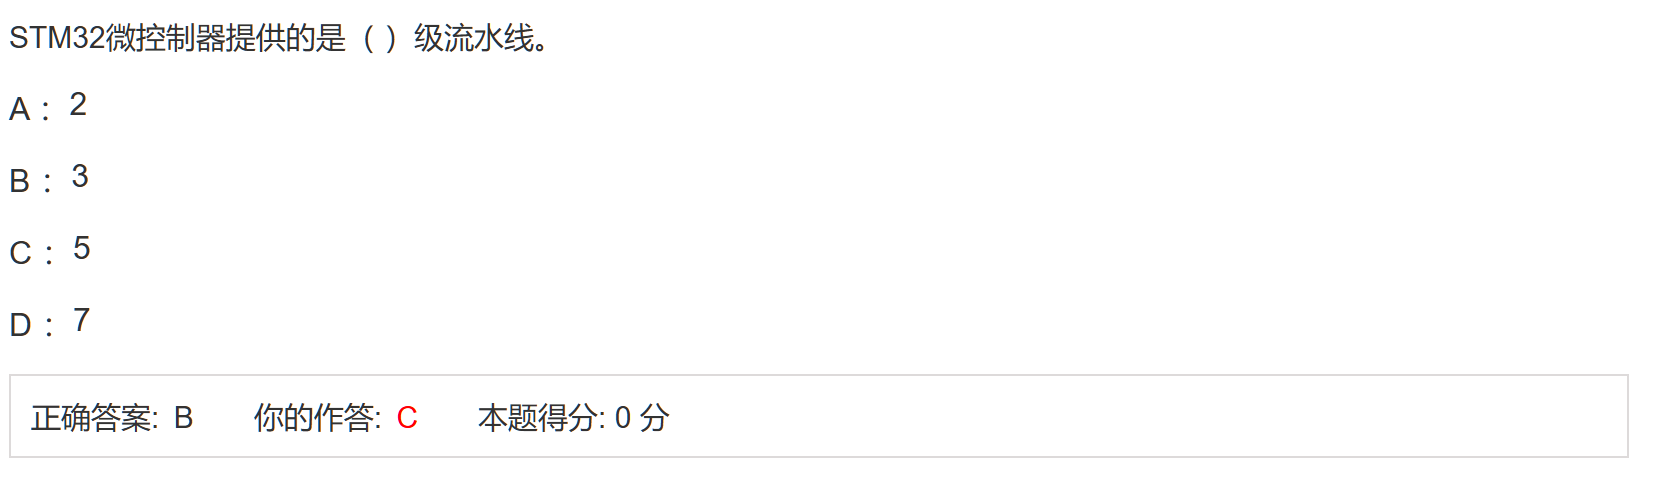 STM32微控制器提供的是（ ）级流水线。
A： 2
B： 3
C： 5
D： 7
正确答案: B 你的作答: C 本题得分: 0 分